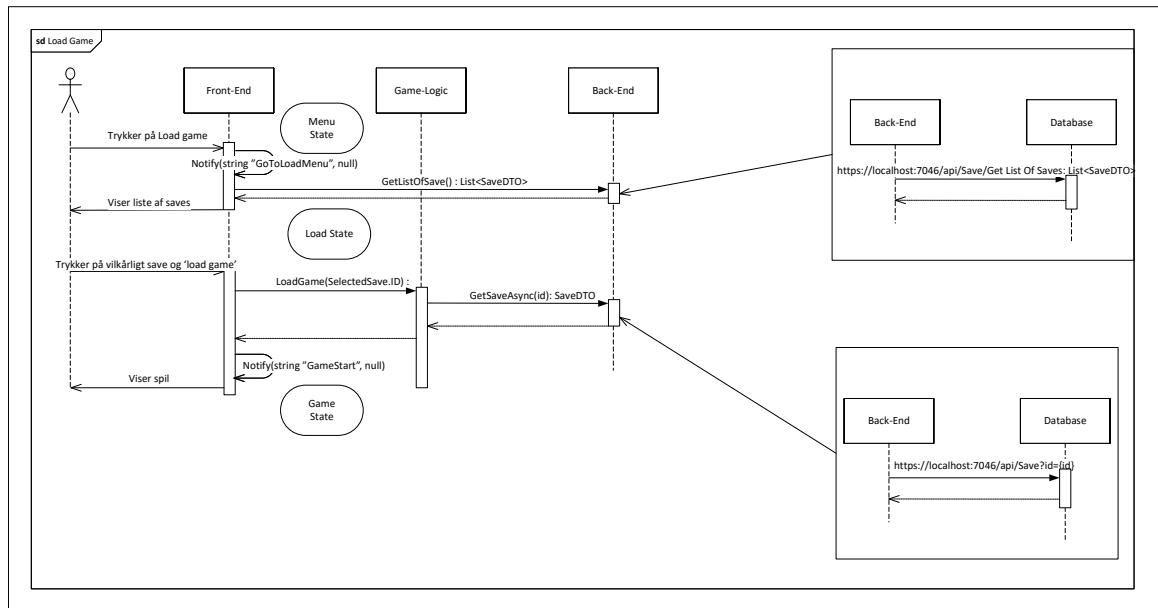 sd Load Game
Front-End
Game-Logic
Back-End
Back-End
Database
Menu
State
Trykker på Load game
Notify(string ”GoToLoadMenu”, null)
https://localhost:7046/api/Save/Get List Of Saves: List<SaveDTO>
GetListOfSave() : List<SaveDTO>
Viser liste af saves
Load State
Trykker på vilkårligt save og ‘load game’
LoadGame(SelectedSave.ID) :
GetSaveAsync(id): SaveDTO
Notify(string ”GameStart”, null)
Viser spil
Game
State
Back-End
Database
https://localhost:7046/api/Save?id={id}